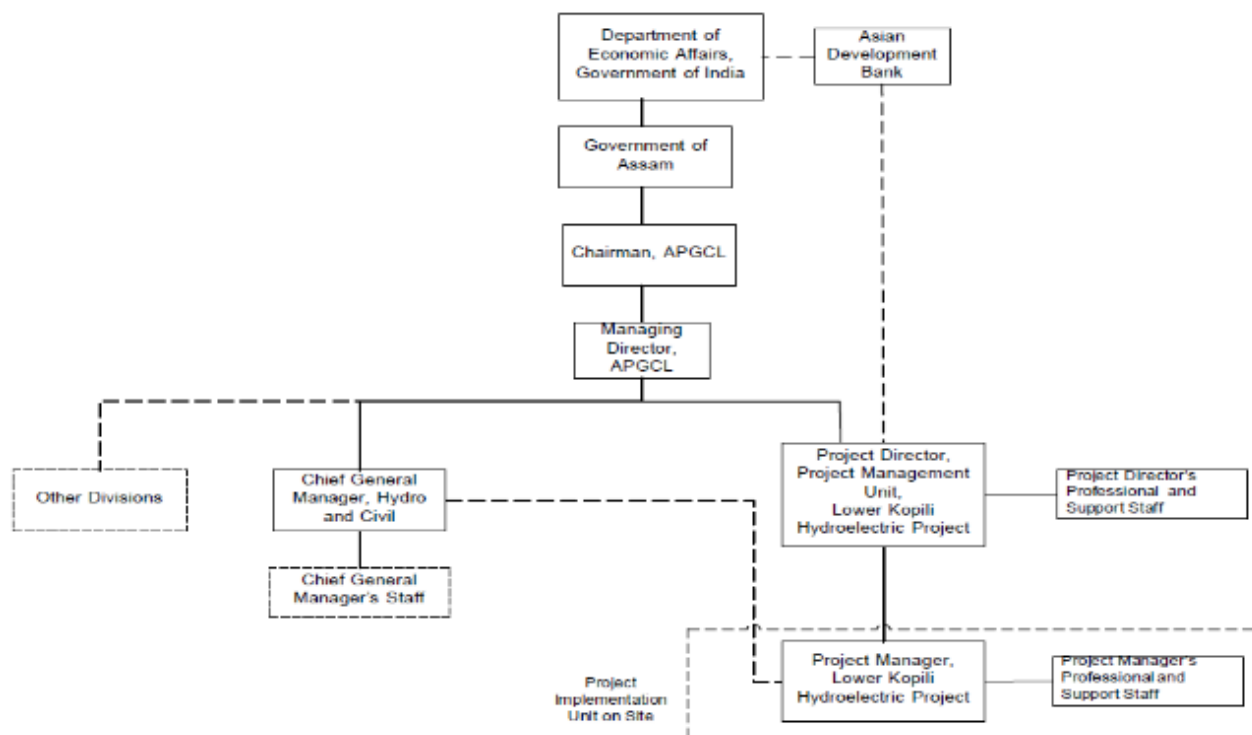 Department of
Economic Affairs,
Government of India
Asian
Development
Bank
Government of
Assam
Chairman, APGCL
Managing
Director,
APGCL
Other Divisions
Chief General
Manager, Hydro
and Civil
Project Director,
Project Management
Unit,
Lower Kopili
Hydroelectric Project
Project Director's
Professional and
Support Staff
Chief General
Manager's Staff
Project
Implementation
Unit on Site
Project Manager,
Lower Kopili
Hydroelectric Project
Project Manager's
Professional and
Support Staff